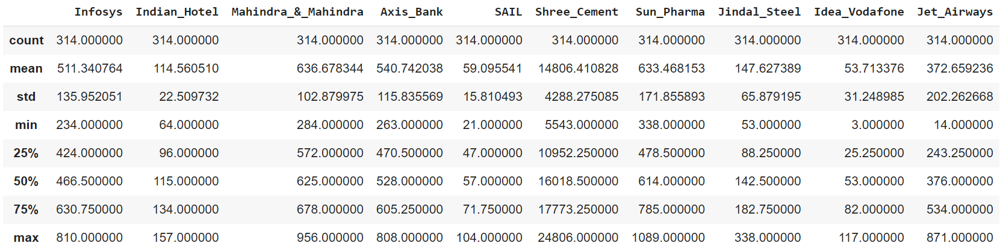 Infosys Indian_Hotel Mahindra_&_Mahindra Axis_Bank SAIL Shree_Cement Sun_Pharma Jindal_Steel Idea_Vodafone Jet_Airways
count 314.000000 314.000000 314.000000 314.000000 314.000000 314.000000 314.000000 314.000000 314.000000 314.000000
mean 511.340764 114.560510 636.678344 540.742038 59.095541 14806.410828 633.468153 147.627389 53.713376 372.659236
std 135.952051 22.509732 102.879975 115.835569 15.810493 4288.275085 171.855893 65.879195 31.248985 202.262668
min 234.000000 64.000000 284.000000 263.000000 21.000000 5543.000000 338.000000 53.000000 3.000000 14.000000
25% 424.000000 96.000000 572.000000 470.500000 47.000000 10952.250000 478.500000 88.250000 25.250000 243.250000
50% 466.500000 115.000000 625.000000 528.000000 57.000000 16018.500000 614.000000 142.500000 53.000000 376.000000
75% 630.750000 134.000000 678.000000 605.250000 71.750000 17773.250000 785.000000 182.750000 82.000000 534.000000
max 810.000000 157.000000 956.000000 808.000000 104.000000 24806.000000 1089.000000 338.000000 117.000000 871.000000